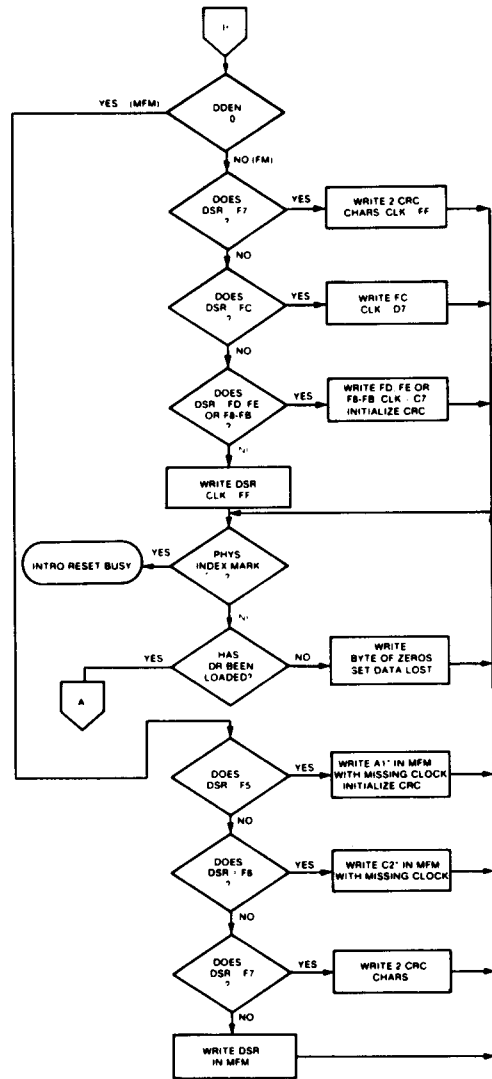 YES (MFM)
DDEN
0
NO (FM)
DOES
DSR F7
?
YES
WRITE 2 CRC
CHARS CLK FF
NO
DOES
DSR FC
?
YES
WRITE FC
CLK D7
NO
DOES
DSR FD FE
OR F8-FB
?
YES
WRITE FD FE OR
F8-FB CLK - C7
INITIALIZE CRC
WRITE DSR
CLK FF
YES
PHYS
INDEX MARK
?
INTRO RESET BUSY
YES
HAS
DR BEEN
LOADED?
NO
WRITE
BYTE OF ZEROS
SET DATA LOST
A
DOES
DSR F5
YES
WRITE A1* IN MFM
WITH MISSING CLOCK
INITIALIZE CRC
NO
DOES
DSR F6
?
YES
WRITE C2* IN MFM
WITH MISSING CLOCK
NO
DOES
DSR F7
?
YES
WRITE 2 CRC
CHARS
NO
WRITE DSR
IN MFM